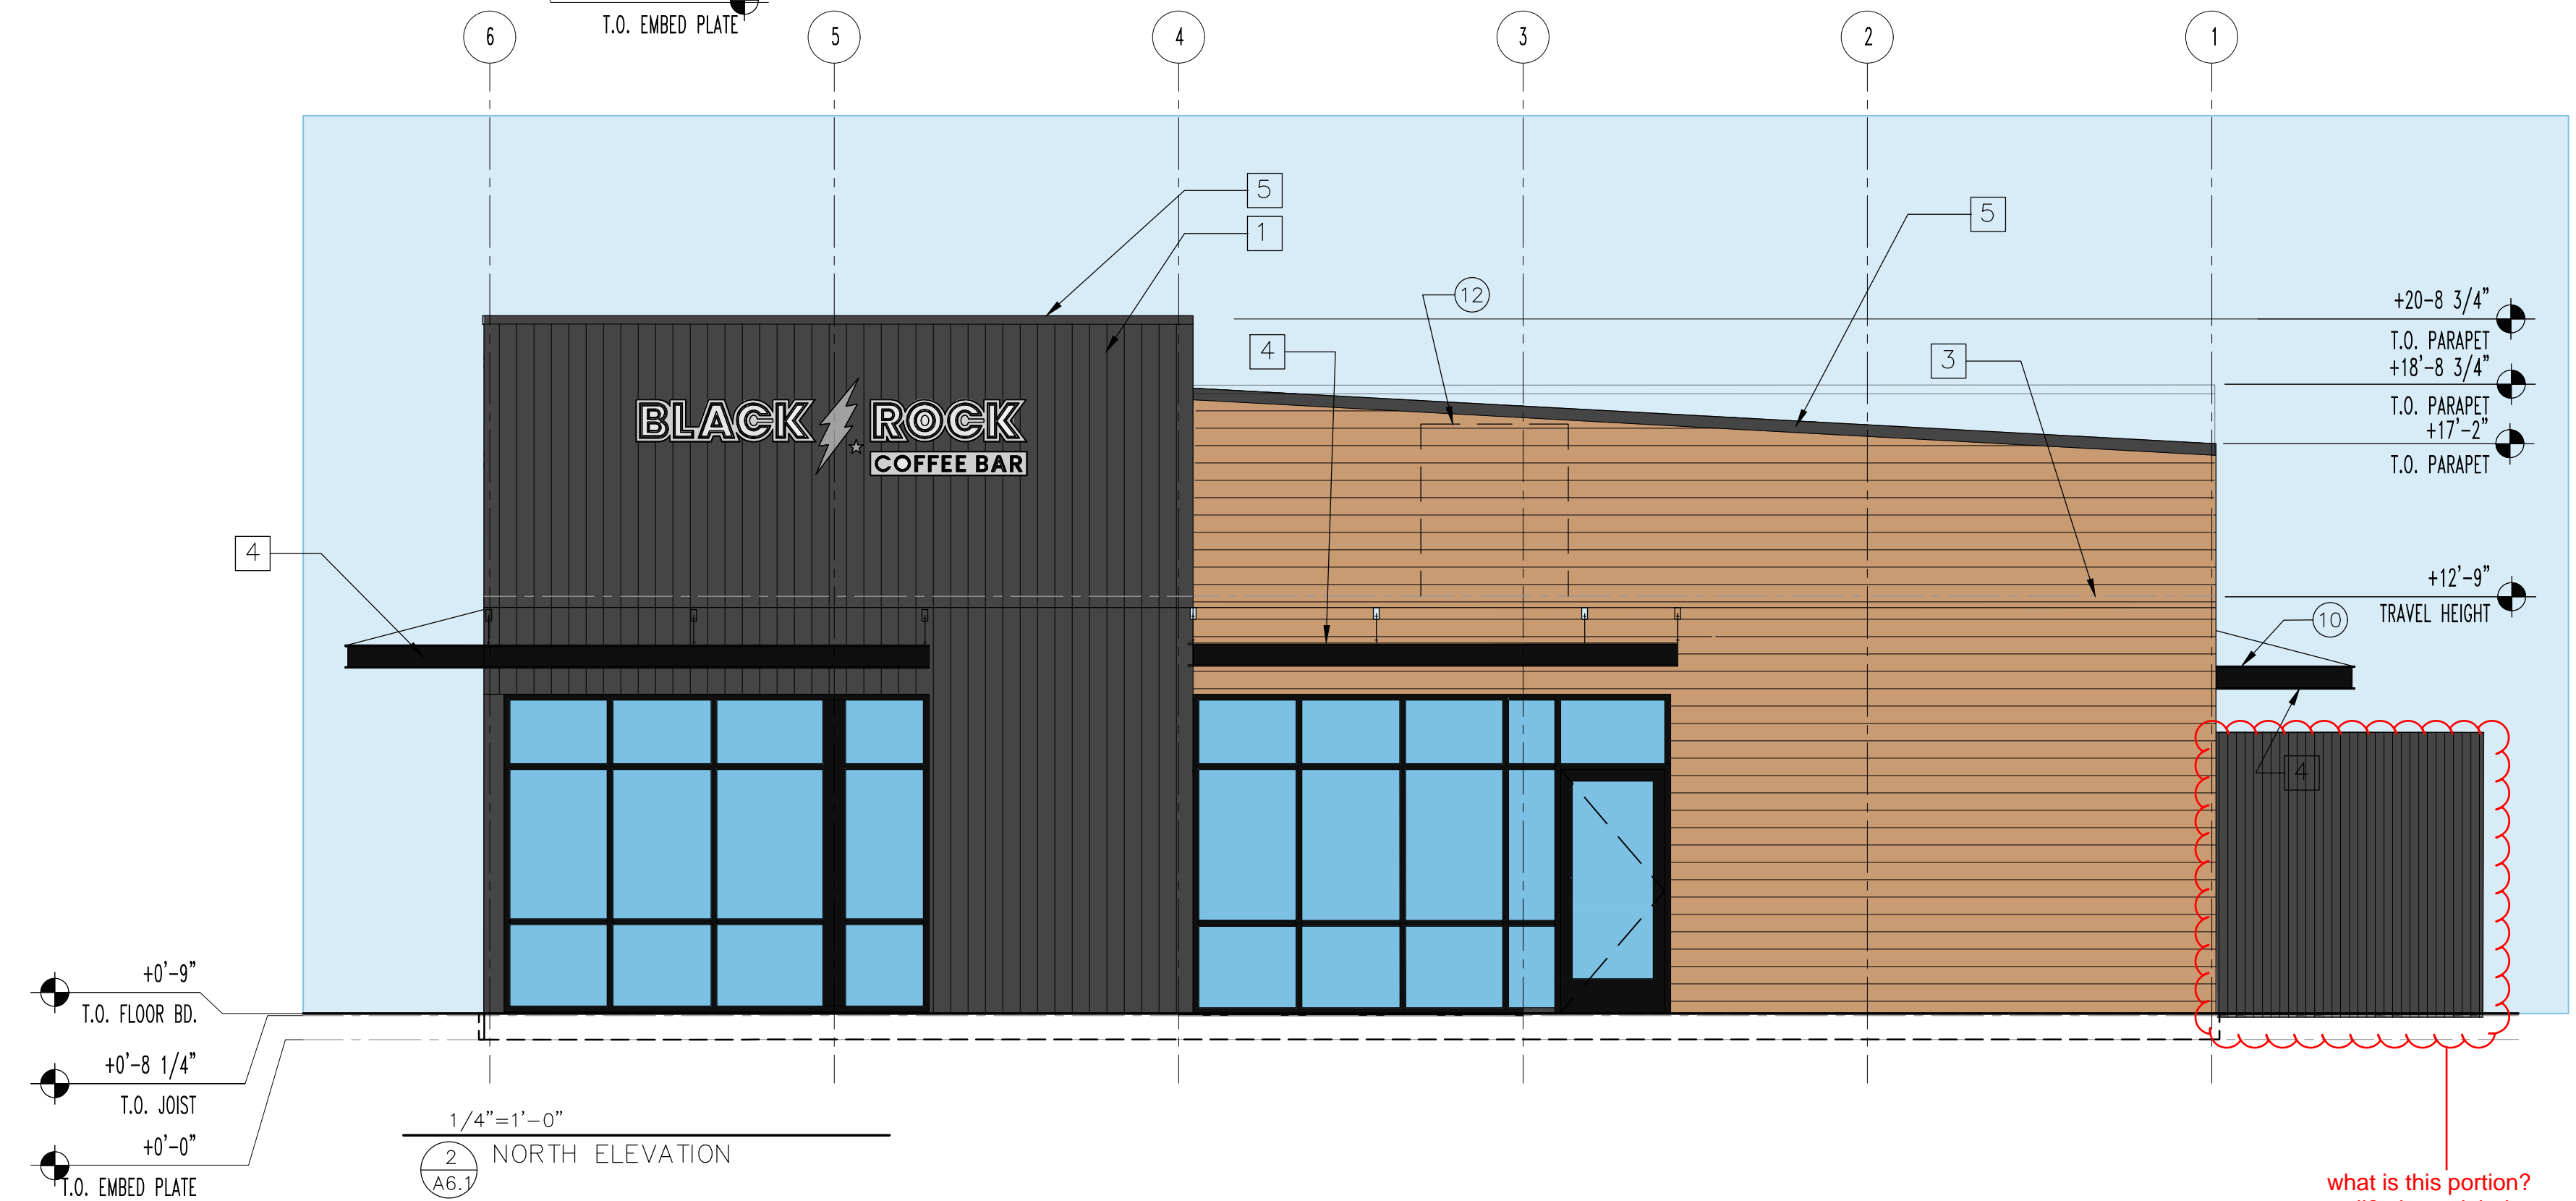 T.O. EMBED PLATE
6
5
4
3
2
1
5
1
5
12
4
3
+20-8 3/4"
T.O. PARAPET
+18'-8 3/4"
T.O. PARAPET
+17'-2"
T.O. PARAPET
BLACK ROCK
COFFEE BAR
4
+12'-9"
TRAVEL HEIGHT
10
4
+0'-9"
T.O. FLOOR BD.
+0'-8 1/4"
T.O. JOIST
+0'-0"
T.O. EMBED PLATE
1/4"=1'-0"
2
A6.1
NORTH ELEVATION
what is this portion?